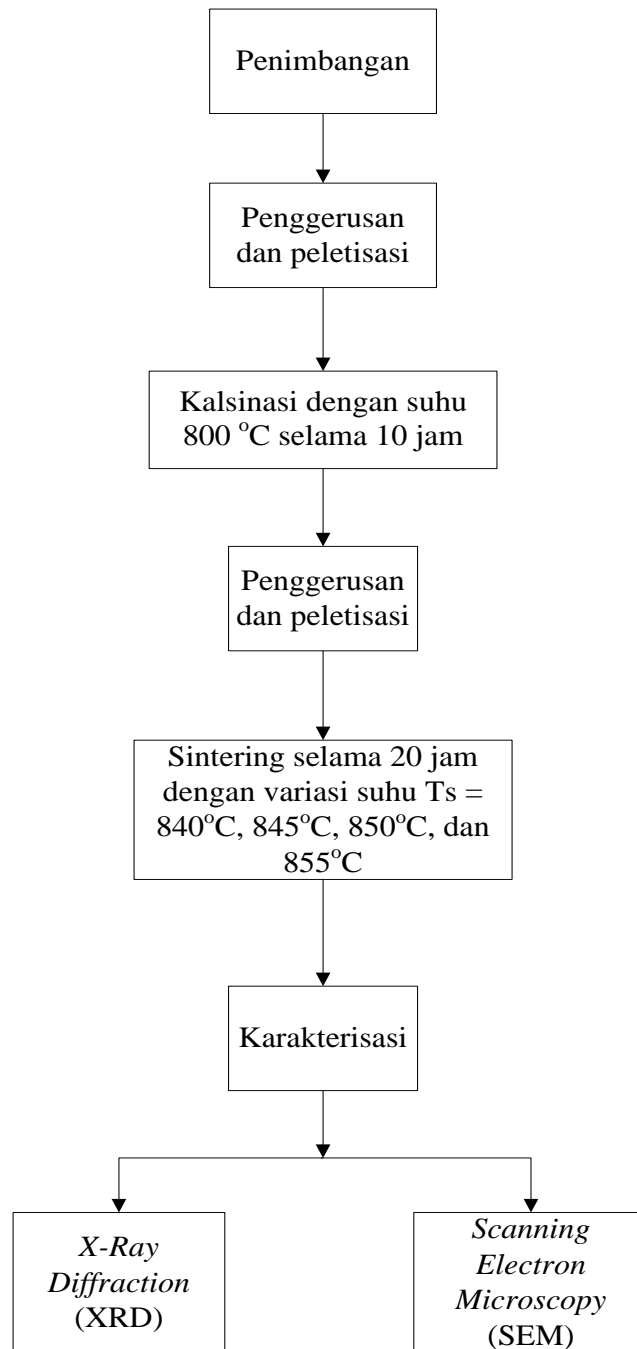 Penimbangan
Penggerusan
dan peletisasi
Kalsinasi dengan suhu
800 °C selama 10 jam
Penggerusan
dan peletisasi
Sintering selama 20 jam
dengan variasi suhu Ts =
840°C, 845°C, 850°C, dan
855°C
Karakterisasi
X-Ray
Diffraction
(XRD)
Scanning
Electron
Microscopy
(SEM)